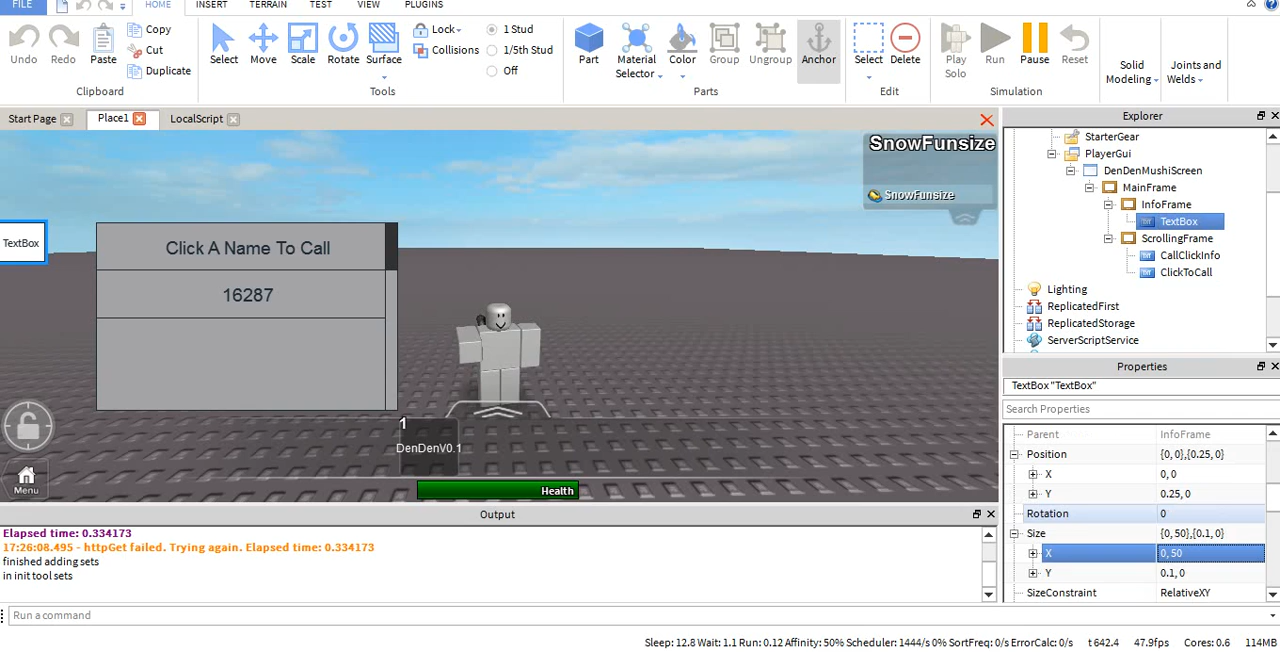 FILE HOME INSERT TERRAIN TEST VIEW PLUGINS
Undo Redo Paste Copy Cut Duplicate
Clipboard
Select Move Scale Rotate Surface Lock Collisions 1 Stud 1/5th Stud Off
Tools
Part Material Selector Color Group Ungroup Anchor
Parts
Select Delete
Edit
Play Solo Run Pause Reset
Simulation
Solid Modeling
Joints and Welds
Start Page Place1 LocalScript
SnowFunsize
SnowFunsize
TextBox
Click A Name To Call
16287
1
DenDenV0.1
Menu
Health
Explorer
StarterGear
PlayerGui
DenDenMushiScreen
MainFrame
InfoFrame
TextBox
ScrollingFrame
CallClickInfo
ClickToCall
Lighting
ReplicatedFirst
ReplicatedStorage
ServerScriptService
Properties
TextBox "TextBox"
Search Properties
Parent InfoFrame
Position {0, 0},{0.25, 0}
X 0, 0
Y 0.25, 0
Rotation 0
Size {0, 50},{0.1, 0}
X 0, 50
Y 0.1, 0
SizeConstraint RelativeXY
Output
Elapsed time: 0.334173
17:26:08.495 - httpGet failed. Trying again. Elapsed time: 0.334173
finished adding sets
in init tool sets
Run a command
Sleep: 12.8 Wait: 1.1 Run: 0.12 Affinity: 50% Scheduler: 1444/s 0% SortFreq: 0/s ErrorCalc: 0/s t 642.4 47.9fps Cores: 0.6 114MB